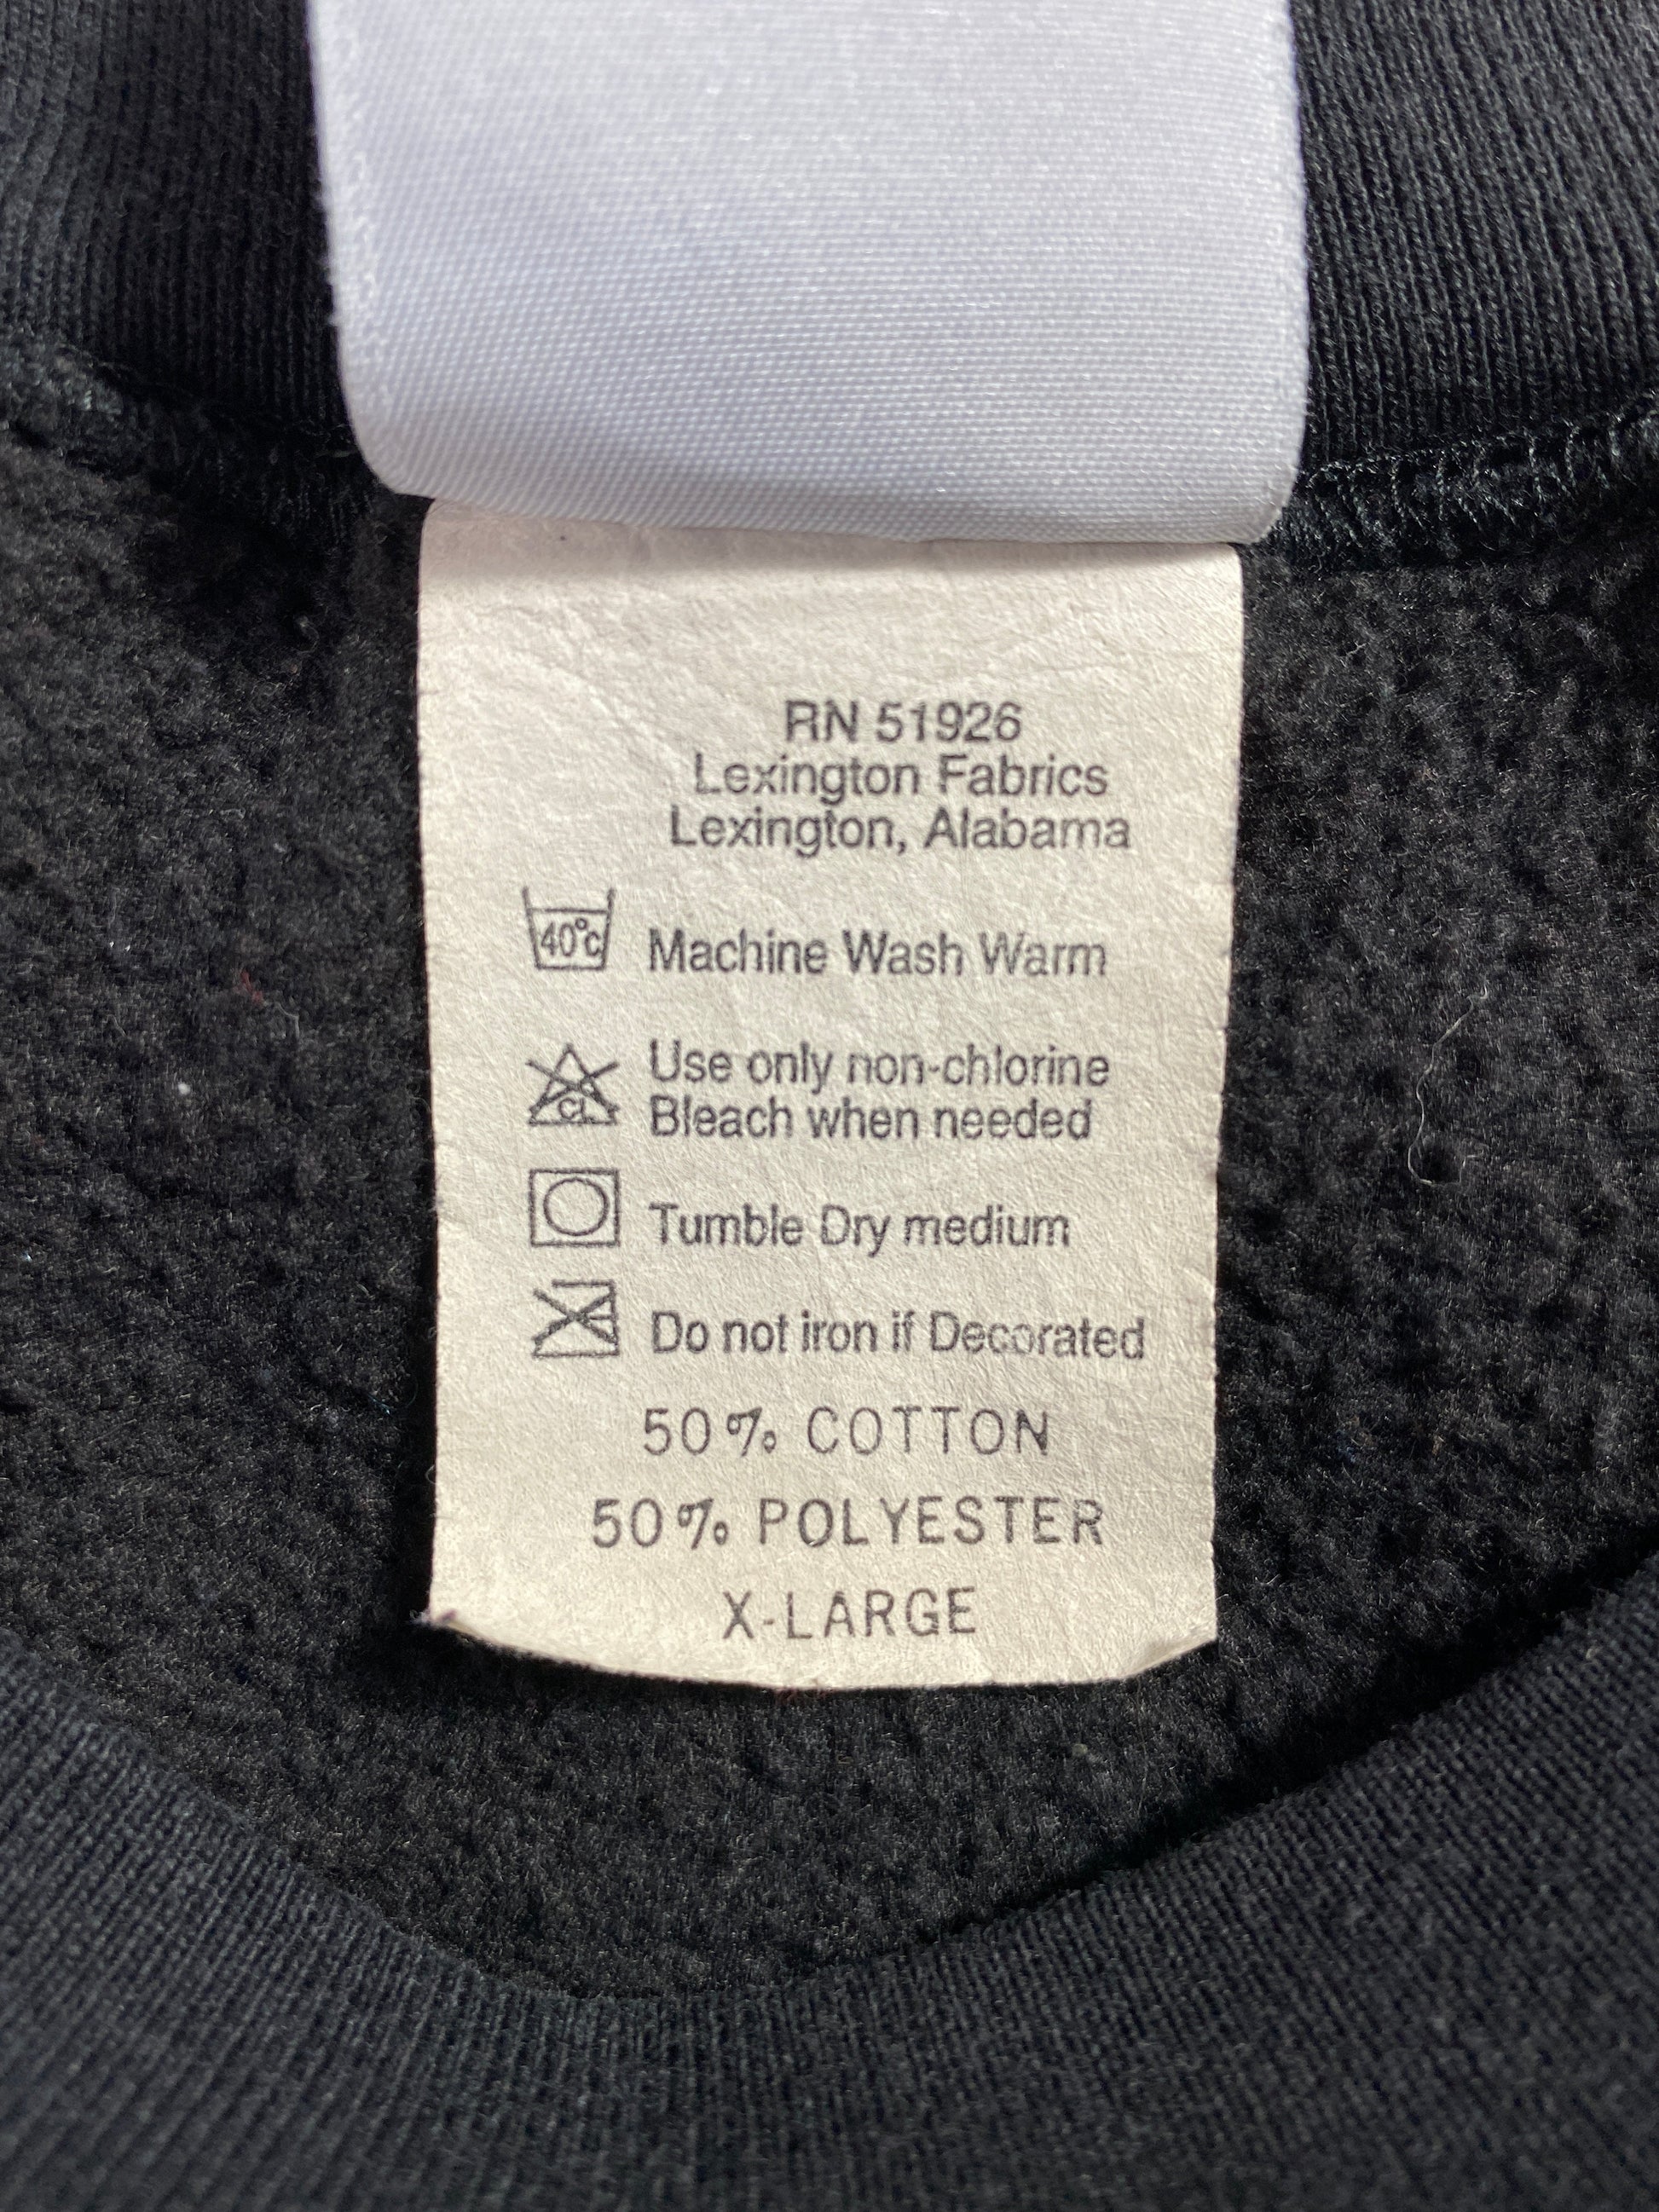 RN 51926
Lexington Fabrics
Lexington, Alabama
40°C Machine Wash Warm
Use only non-chlorine
CL Bleach when needed
Tumble Dry medium
Do not iron if Decorated
50% COTTON
50% POLYESTER
X-LARGE